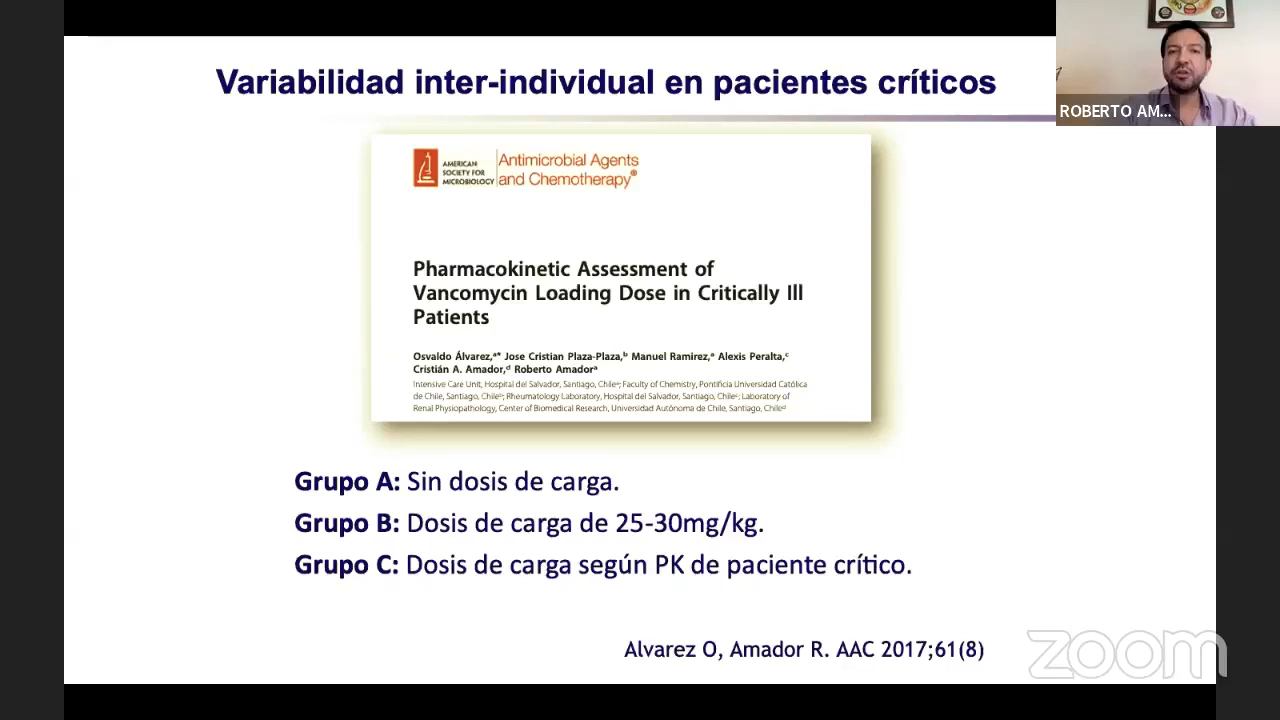 Variabilidad inter-individual en pacientes críticos
ROBERTO AM...
AMERICAN
SOCIETY FOR
MICROBIOLOGY
Antimicrobial Agents
and Chemotherapy®
Pharmacokinetic Assessment of
Vancomycin Loading Dose in Critically Ill
Patients
Osvaldo Álvarez,ᵃ* Jose Cristian Plaza-Plaza,ᵇ Manuel Ramirez,ᵃ Alexis Peralta,ᶜ
Cristián A. Amador,ᵈ Roberto Amadorᵃ
Intensive Care Unit, Hospital del Salvador, Santiago, Chileᵃ; Faculty of Chemistry, Pontificia Universidad Católica
de Chile, Santiago, Chileᵇ; Rheumatology Laboratory, Hospital del Salvador, Santiago, Chileᶜ; Laboratory of
Renal Physiopathology, Center of Biomedical Research, Universidad Autónoma de Chile, Santiago, Chileᵈ
Grupo A: Sin dosis de carga.
Grupo B: Dosis de carga de 25-30mg/kg.
Grupo C: Dosis de carga según PK de paciente crítico.
Alvarez O, Amador R. AAC 2017;61(8)
zoom